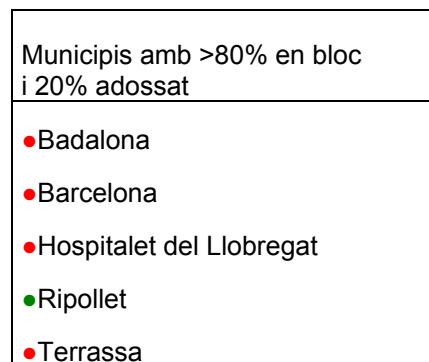 Municipis amb >80% en bloc
i 20% adossat
●Badalona
●Barcelona
●Hospitalet del Llobregat
●Ripollet
●Terrassa